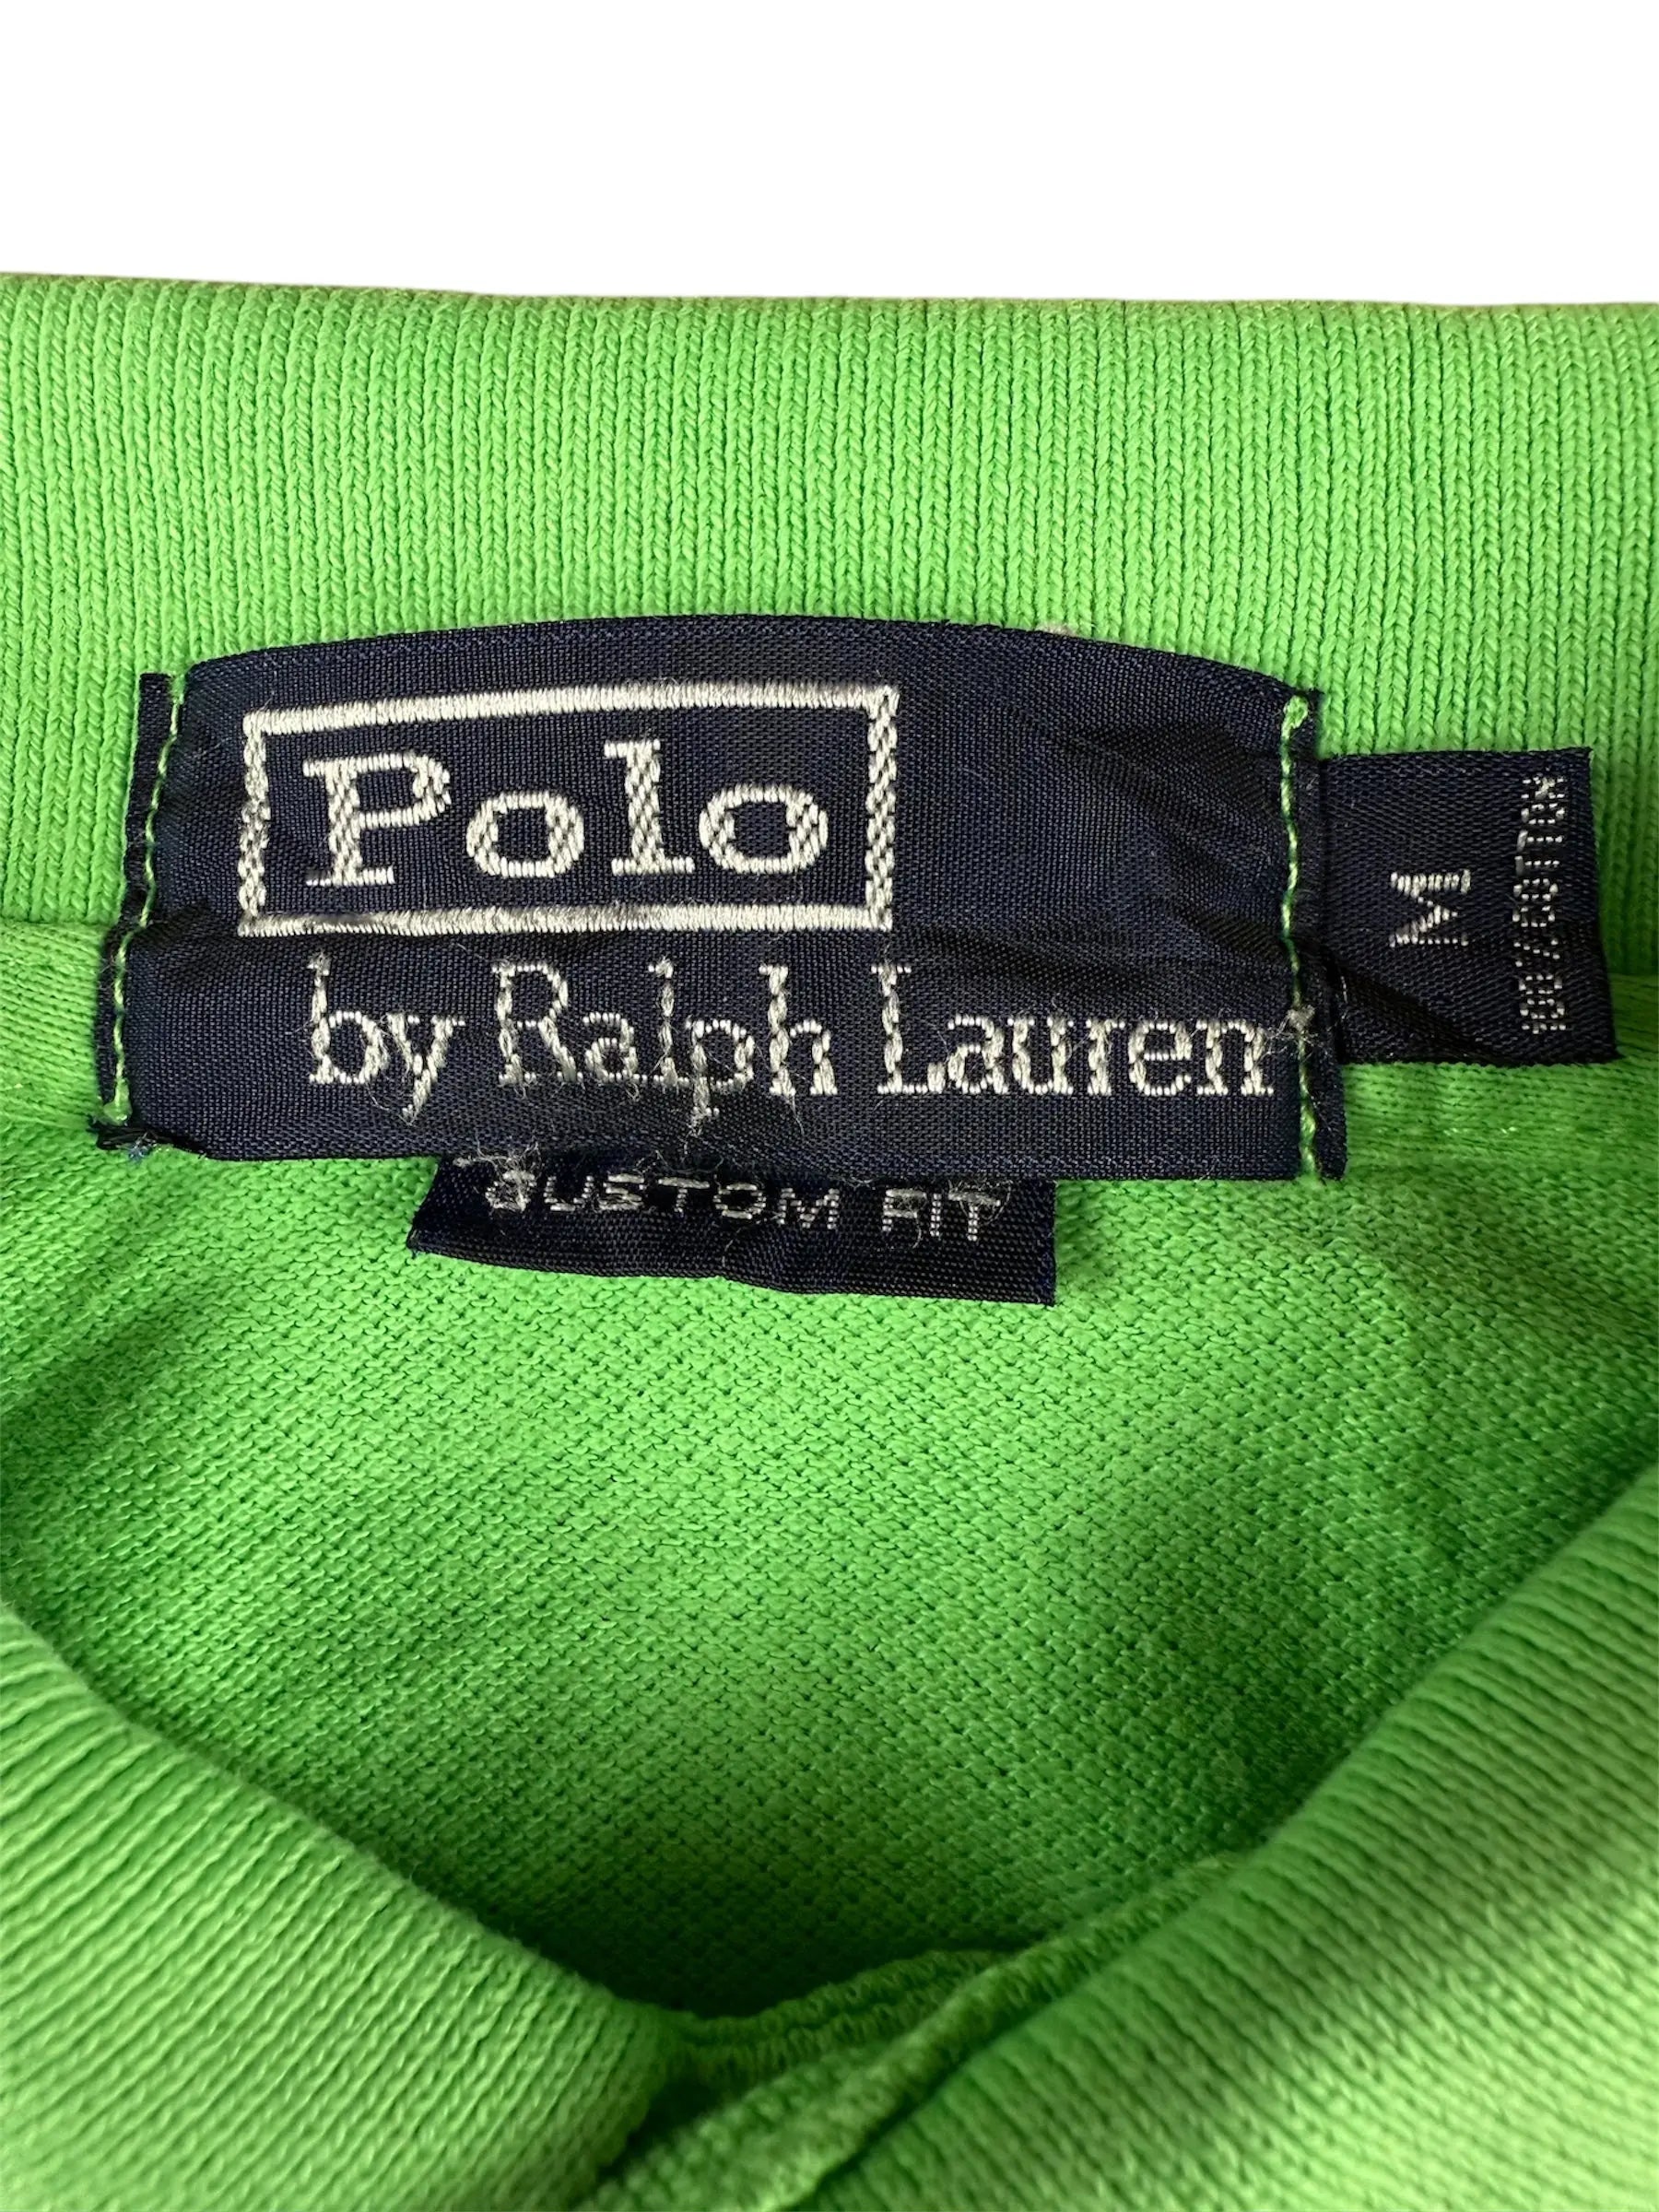 Polo
by Ralph Lauren
CUSTOM FIT
M
100% COTTON